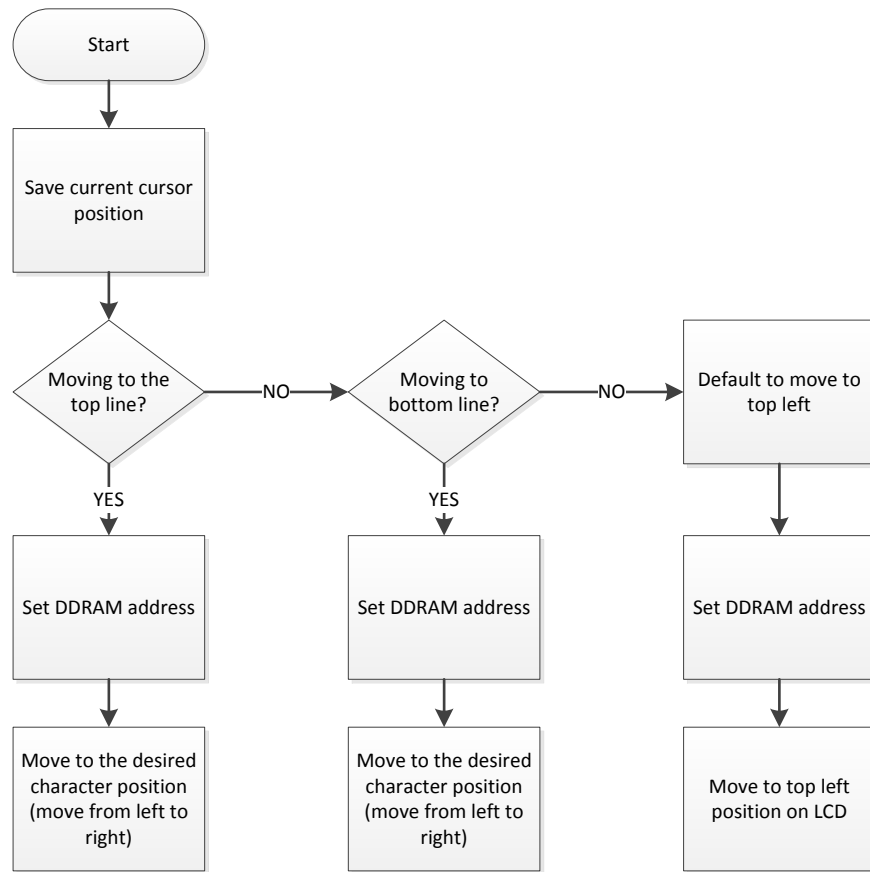 Start
Save current cursor
position
Moving to the
top line?
NO
Moving to
bottom line?
NO
Default to move to
top left
YES
YES
Set DDRAM address
Set DDRAM address
Set DDRAM address
Move to the desired
character position
(move from left to
right)
Move to the desired
character position
(move from left to
right)
Move to top left
position on LCD